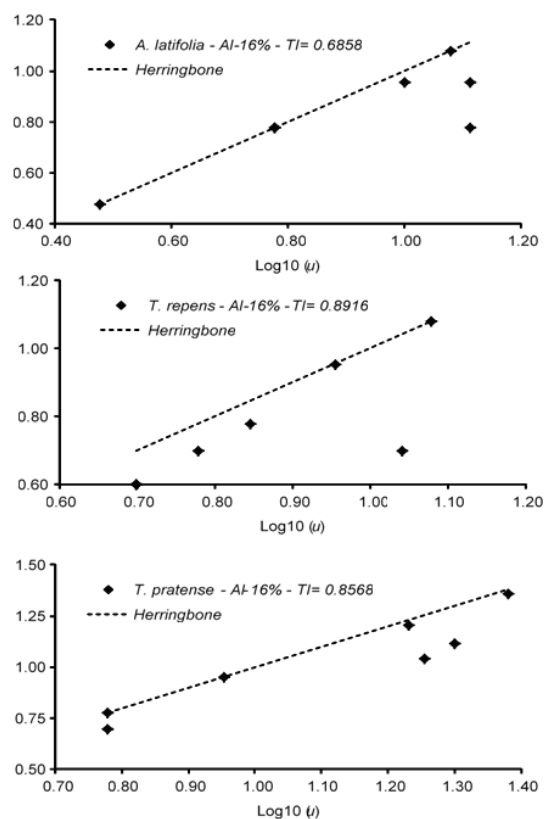 1.20
A. latifolia - Al-16% - TI= 0.6858
Herringbone
1.00
0.80
0.60
0.40
0.40 0.60 0.80 1.00 1.20
Log10 (µ)
1.20
T. repens - Al-16% - TI= 0.8916
Herringbone
1.00
0.80
0.60
0.60 0.70 0.80 0.90 1.00 1.10 1.20
Log10 (µ)
1.50
T. pratense - Al-16% - TI= 0.8568
Herringbone
1.25
1.00
0.75
0.50
0.70 0.80 0.90 1.00 1.10 1.20 1.30 1.40
Log10 (µ)